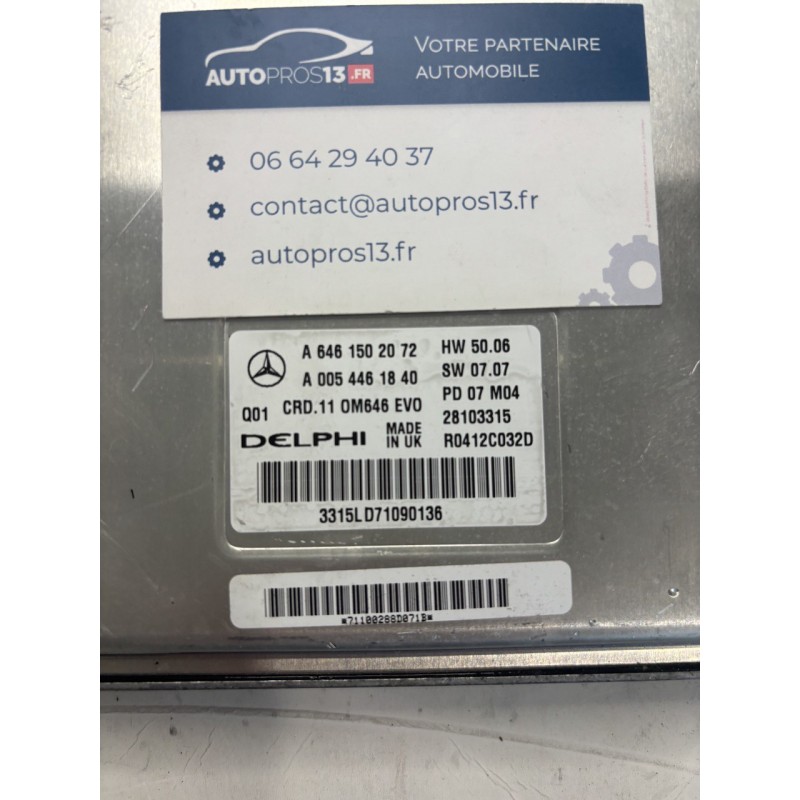 AUTOPROS13.FR
VOTRE PARTENAIRE
AUTOMOBILE
06 64 29 40 37
contact@autopros13.fr
autopros13.fr
A 646 150 20 72 HW 50.06
A 005 446 18 40 SW 07.07
Q01 CRD.11 OM646 EVO PD 07 M04
28103315
DELPHI MADE IN UK R0412C032D
3315LD71090136
*71100288D071B*